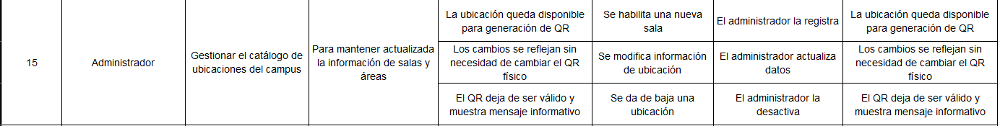 15
Administrador
Gestionar el catálogo de
ubicaciones del campus
Para mantener actualizada
la información de salas y
áreas
La ubicación queda disponible
para generación de QR
Se habilita una nueva
sala
El administrador la registra
La ubicación queda disponible
para generación de QR
Los cambios se reflejan sin
necesidad de cambiar el QR
físico
Se modifica información
de ubicación
El administrador actualiza
datos
Los cambios se reflejan sin
necesidad de cambiar el QR
físico
El QR deja de ser válido y
muestra mensaje informativo
Se da de baja una
ubicación
El administrador la
desactiva
El QR deja de ser válido y
muestra mensaje informativo